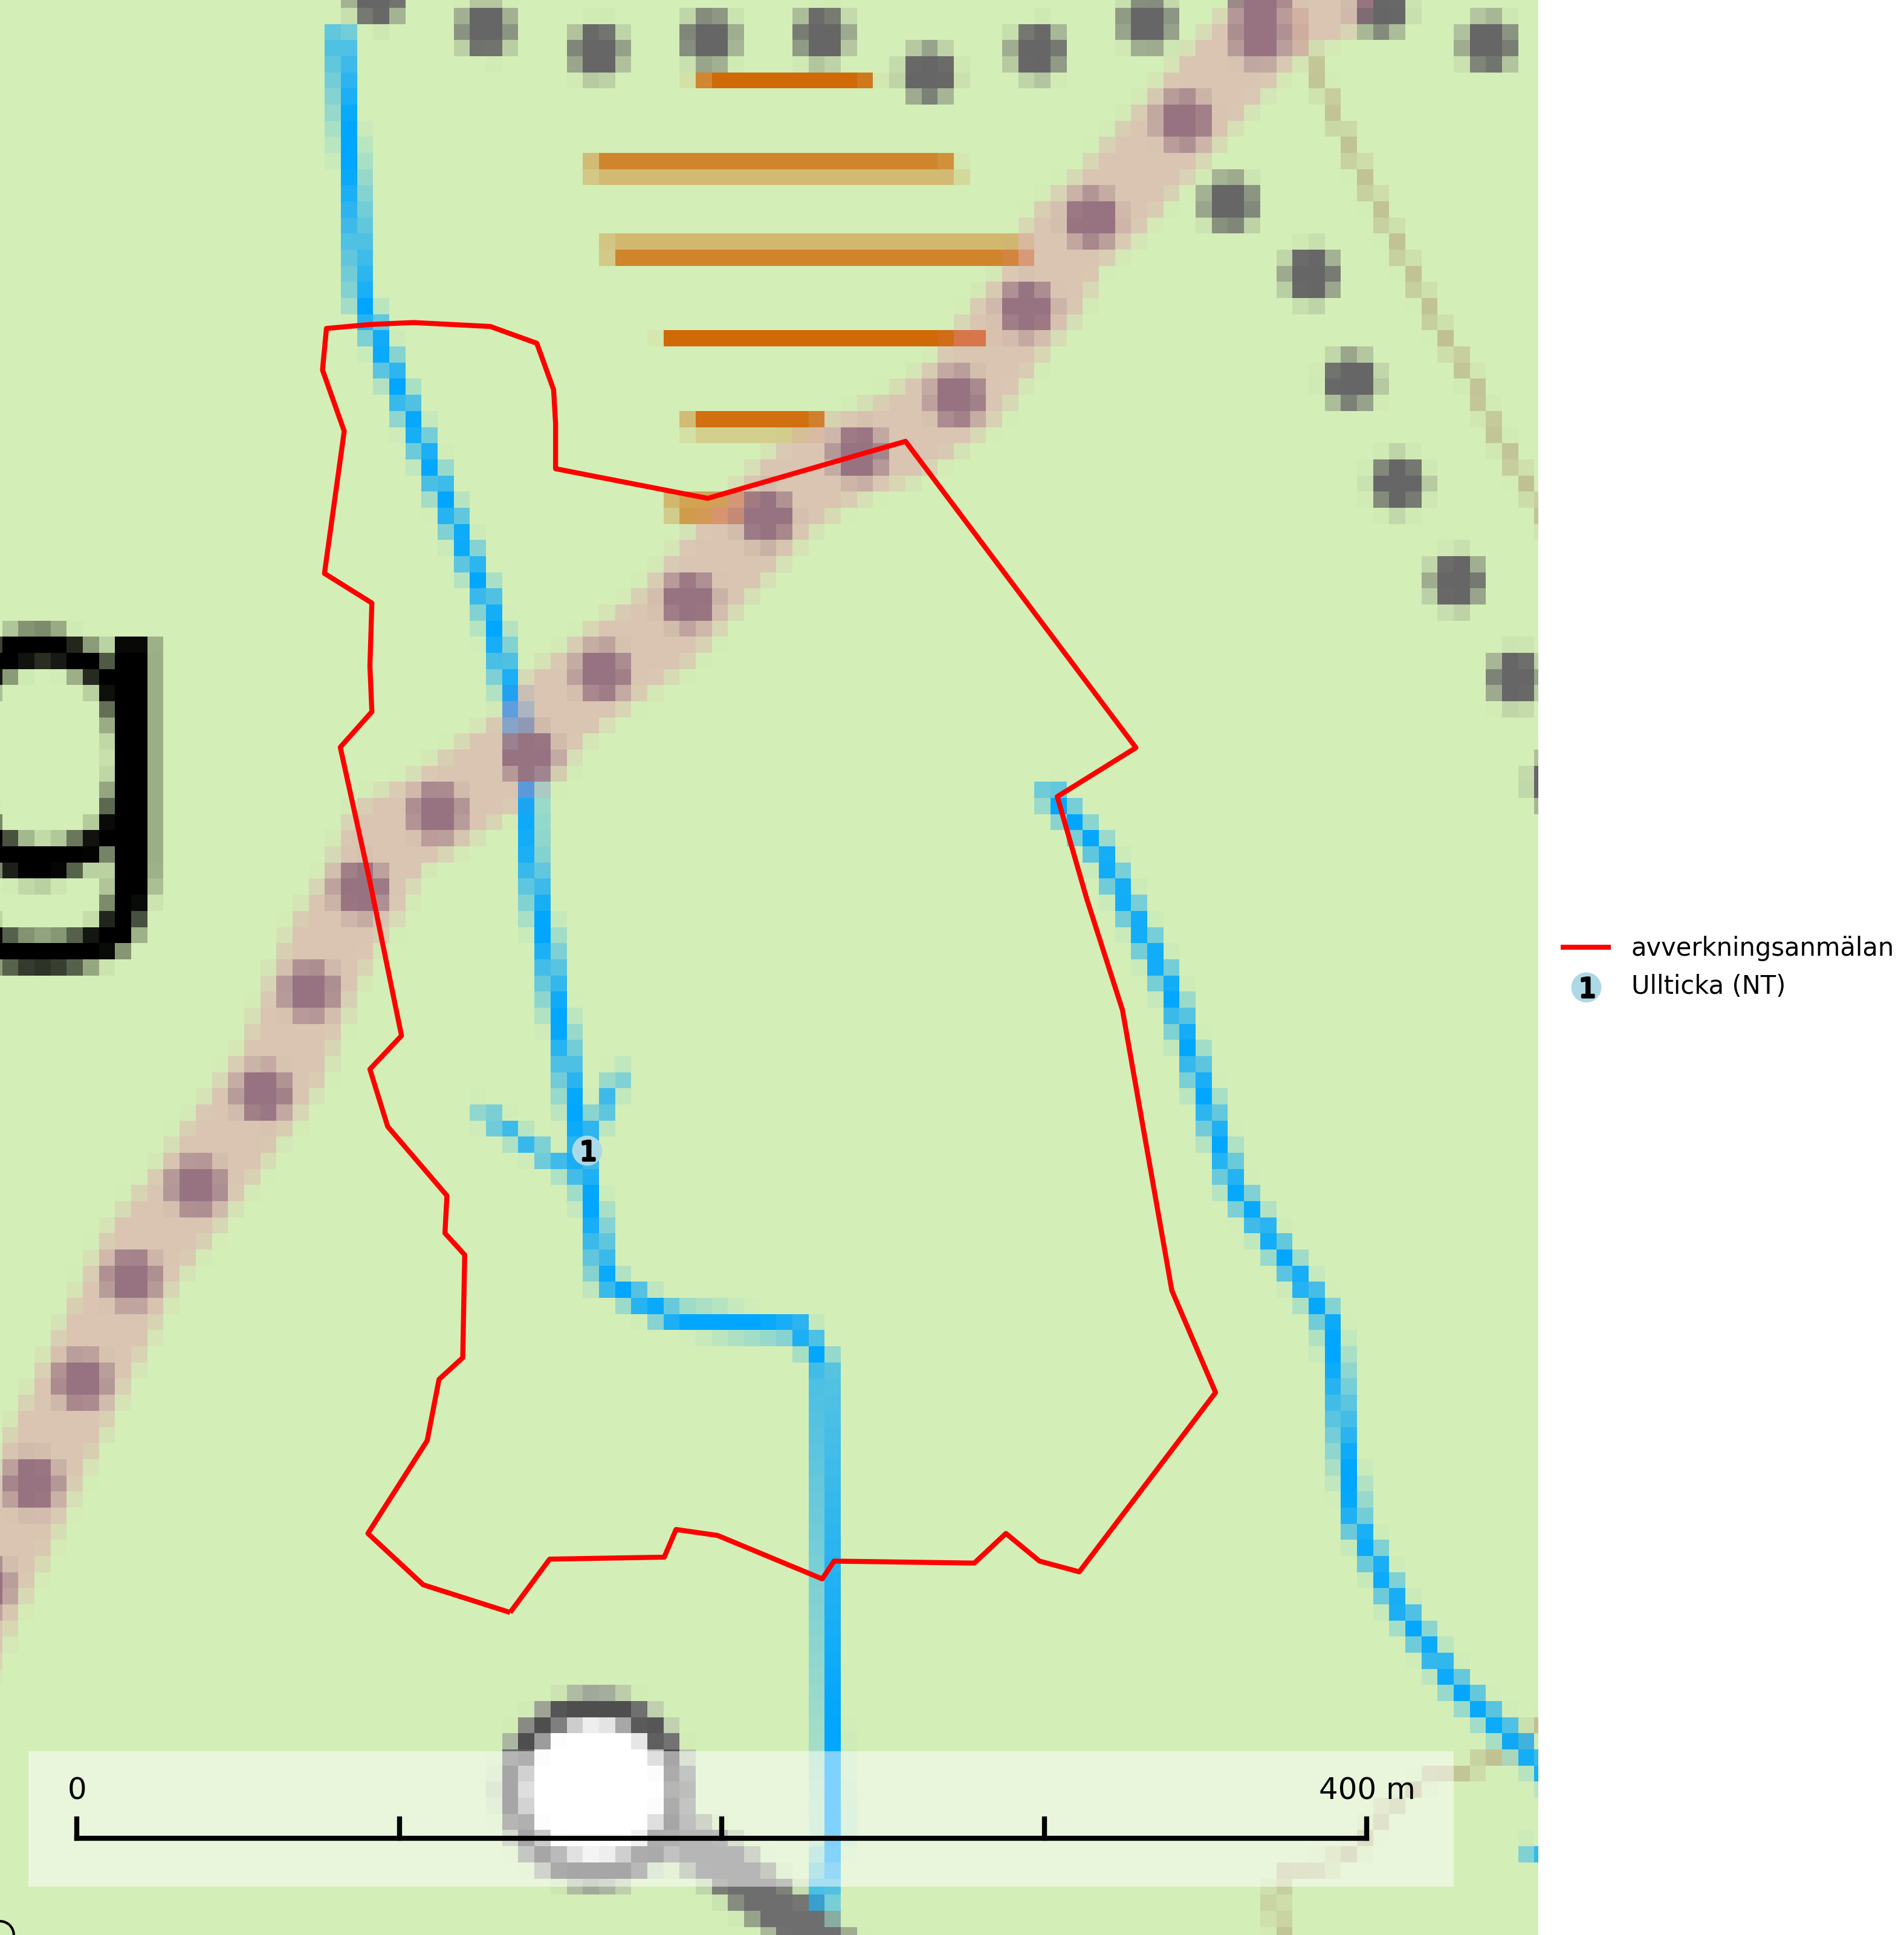 g
1
avverkningsanmälan
1 Ullticka (NT)
0 400 m